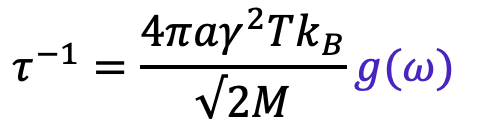 τ⁻¹ = 4πaγ²Tk_B / √2M g(ω)